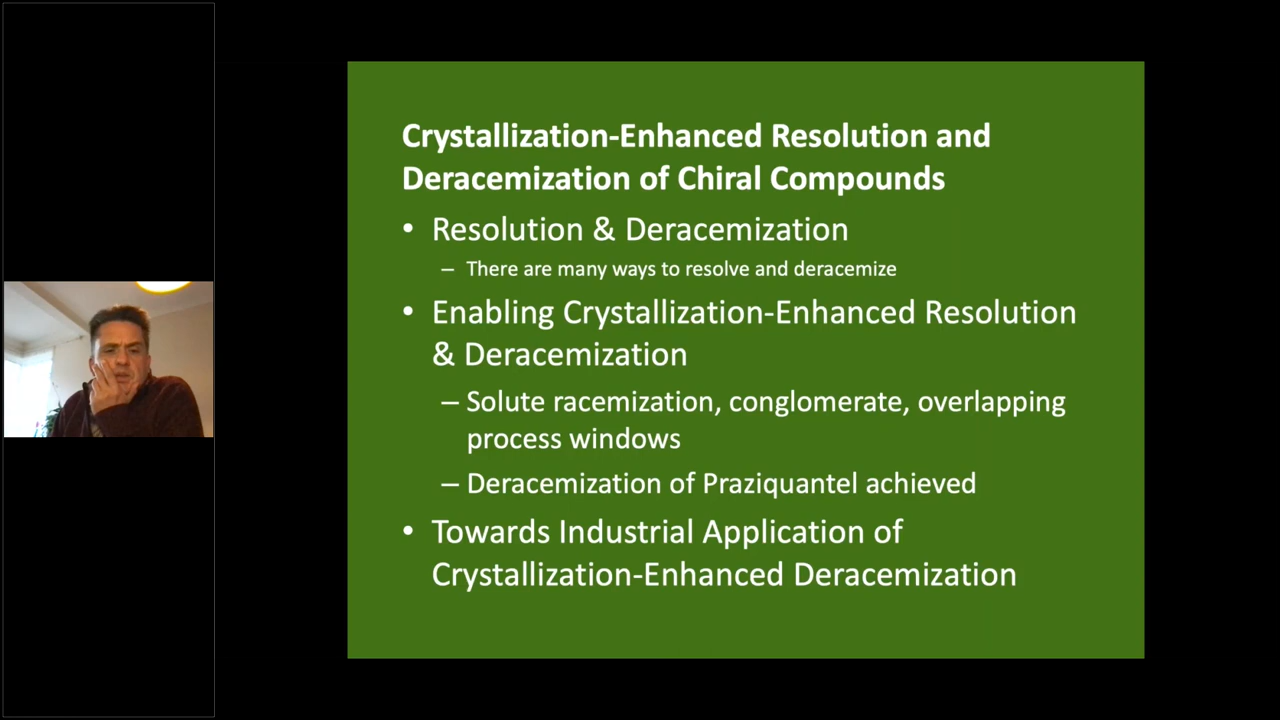 Crystallization-Enhanced Resolution and
Deracemization of Chiral Compounds
• Resolution & Deracemization
– There are many ways to resolve and deracemize
• Enabling Crystallization-Enhanced Resolution
& Deracemization
– Solute racemization, conglomerate, overlapping
process windows
– Deracemization of Praziquantel achieved
• Towards Industrial Application of
Crystallization-Enhanced Deracemization